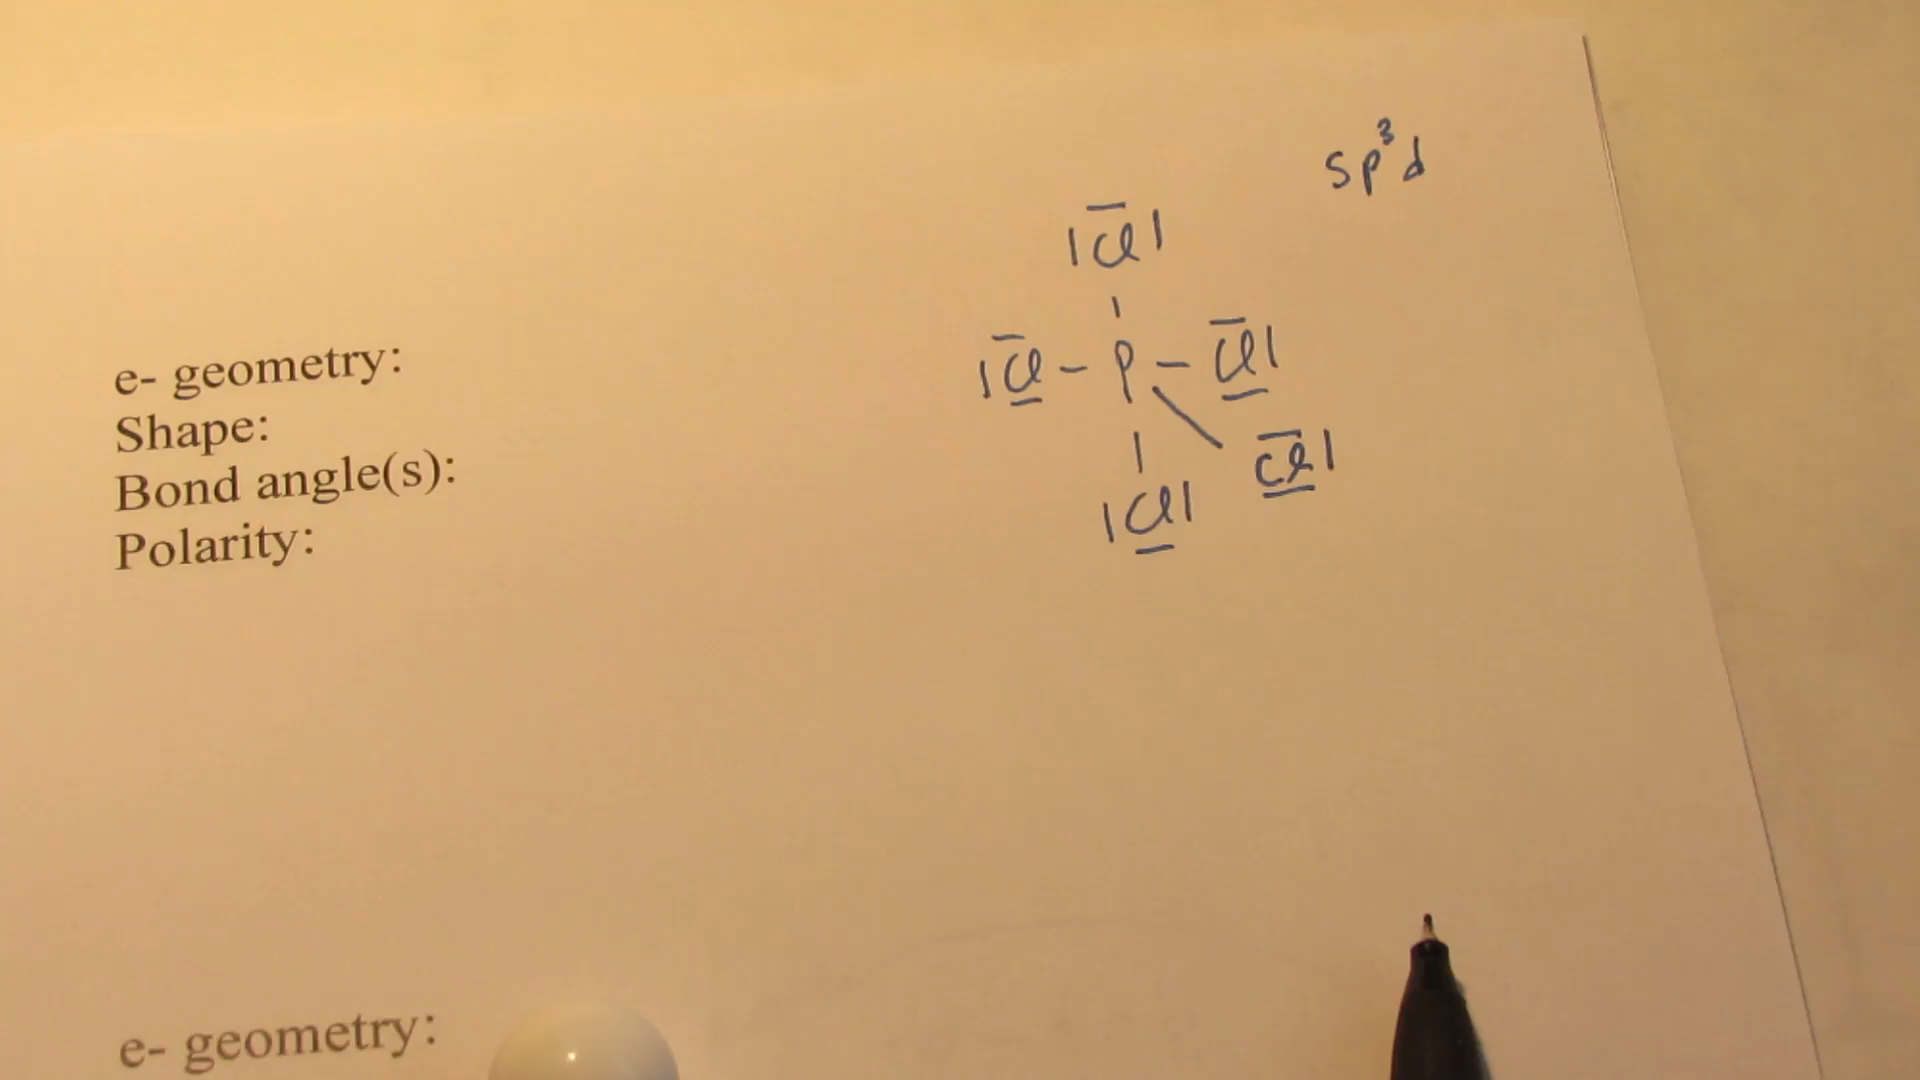 sp³d
|Cl|
|Cl - P - Cl|
Cl|
|Cl|
e- geometry:
Shape:
Bond angle(s):
Polarity:
e- geometry: